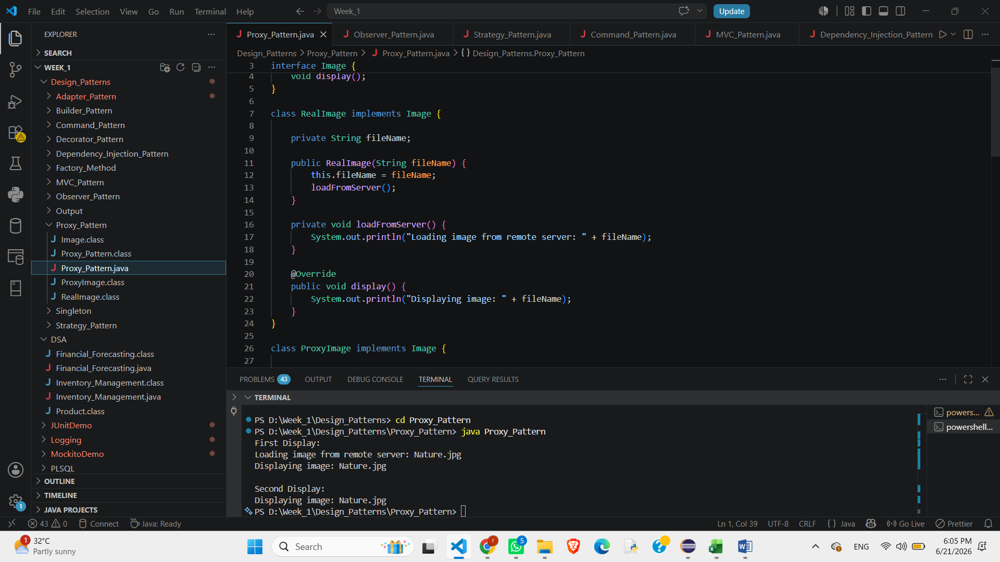 File Edit Selection View Go Run Terminal Help
Week_1
Update
EXPLORER
SEARCH
WEEK_1
Design_Patterns
Adapter_Pattern
Builder_Pattern
Command_Pattern
Decorator_Pattern
Dependency_Injection_Pattern
Factory_Method
MVC_Pattern
Observer_Pattern
Output
Proxy_Pattern
J Image.class
J Proxy_Pattern.class
J Proxy_Pattern.java
J ProxyImage.class
J RealImage.class
Singleton
Strategy_Pattern
DSA
J Financial_Forecasting.class
J Financial_Forecasting.java
J Inventory_Management.class
J Inventory_Management.java
J Product.class
JUnitDemo
Logging
MockitoDemo
PLSQL
OUTLINE
TIMELINE
JAVA PROJECTS
1
J Proxy_Pattern.java J Observer_Pattern.java J Strategy_Pattern.java J Command_Pattern.java J MVC_Pattern.java J Dependency_Injection_Pattern
Design_Patterns > Proxy_Pattern > J Proxy_Pattern.java > {} Design_Patterns.Proxy_Pattern
3 interface Image {
4 void display();
5 }
6
7 class RealImage implements Image {
8
9 private String fileName;
10
11 public RealImage(String fileName) {
12 this.fileName = fileName;
13 loadFromServer();
14 }
15
16 private void loadFromServer() {
17 System.out.println("Loading image from remote server: " + fileName);
18 }
19
20 @Override
21 public void display() {
22 System.out.println("Displaying image: " + fileName);
23 }
24 }
25
26 class ProxyImage implements Image {
27
PROBLEMS 43 OUTPUT DEBUG CONSOLE TERMINAL QUERY RESULTS
TERMINAL
PS D:\Week_1\Design_Patterns> cd Proxy_Pattern
PS D:\Week_1\Design_Patterns\Proxy_Pattern> java Proxy_Pattern
First Display:
Loading image from remote server: Nature.jpg
Displaying image: Nature.jpg
Second Display:
Displaying image: Nature.jpg
PS D:\Week_1\Design_Patterns\Proxy_Pattern>
powers...
powershell...
43 0 Connect Java: Ready
Ln 1, Col 39 UTF-8 CRLF {} Java Go Live Prettier
1
32°C
Partly sunny
Search
r
5
ENG
6:05 PM
6/21/2026